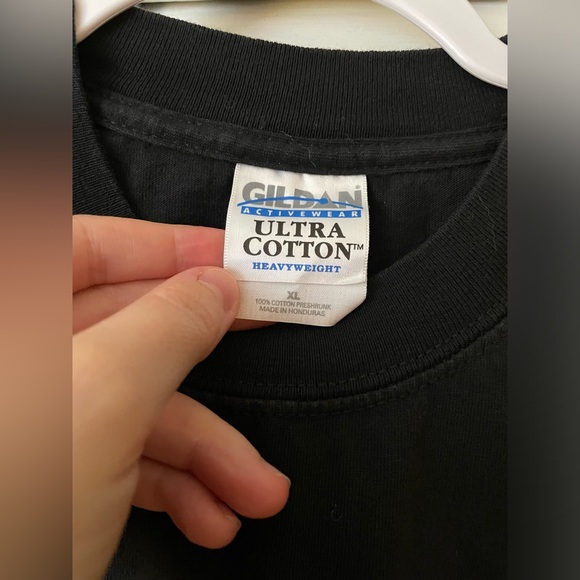 GILDAN®
ACTIVEWEAR
ULTRA
COTTON™
HEAVYWEIGHT
XL
100% COTTON PRESHRUNK
MADE IN HONDURAS